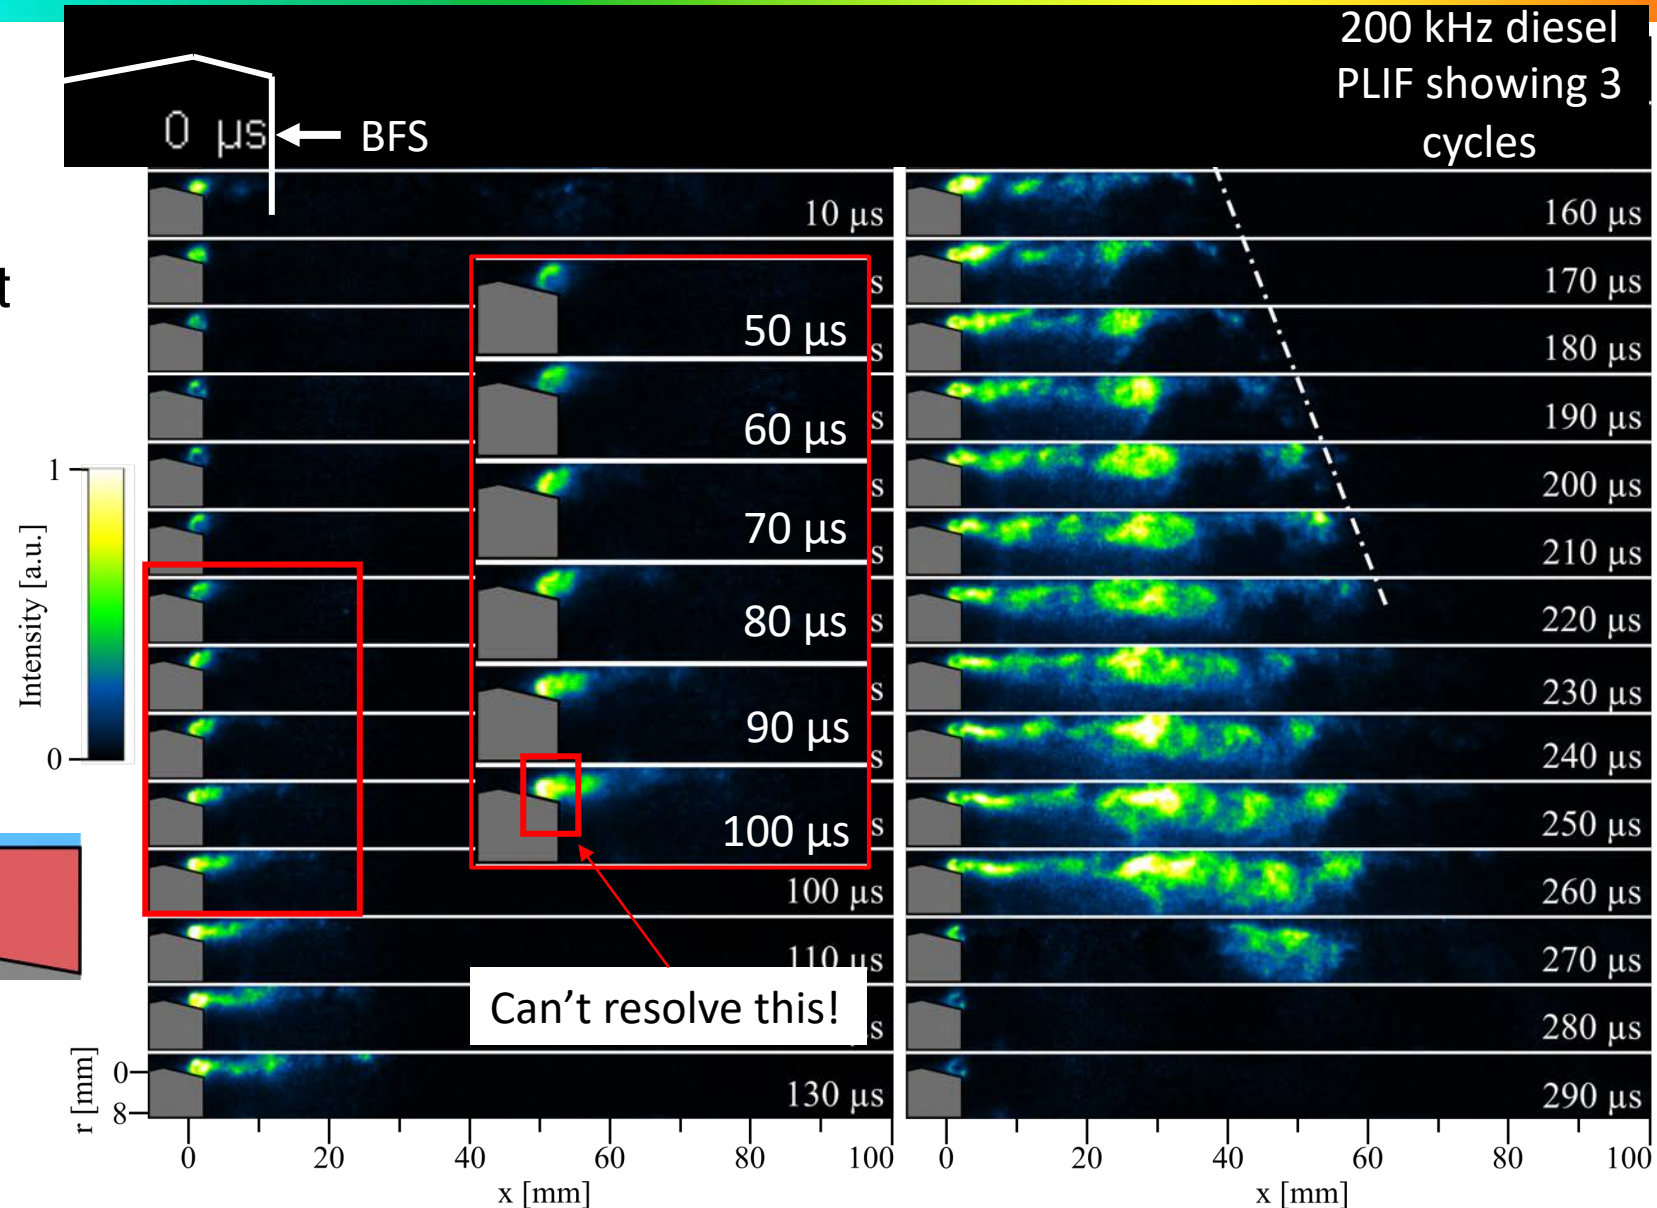 200 kHz diesel
PLIF showing 3
cycles
0 µs
BFS
t
10 µs
s
s
s
s
s
s
s
s
s
100 µs
110 µs
µs
130 µs
50 µs
60 µs
70 µs
80 µs
90 µs
100 µs
Can't resolve this!
160 µs
170 µs
180 µs
190 µs
200 µs
210 µs
220 µs
230 µs
240 µs
250 µs
260 µs
270 µs
280 µs
290 µs
1
Intensity [a.u.]
0
r [mm]
0
8
0 20 40 60 80 100
x [mm]
0 20 40 60 80 100
x [mm]